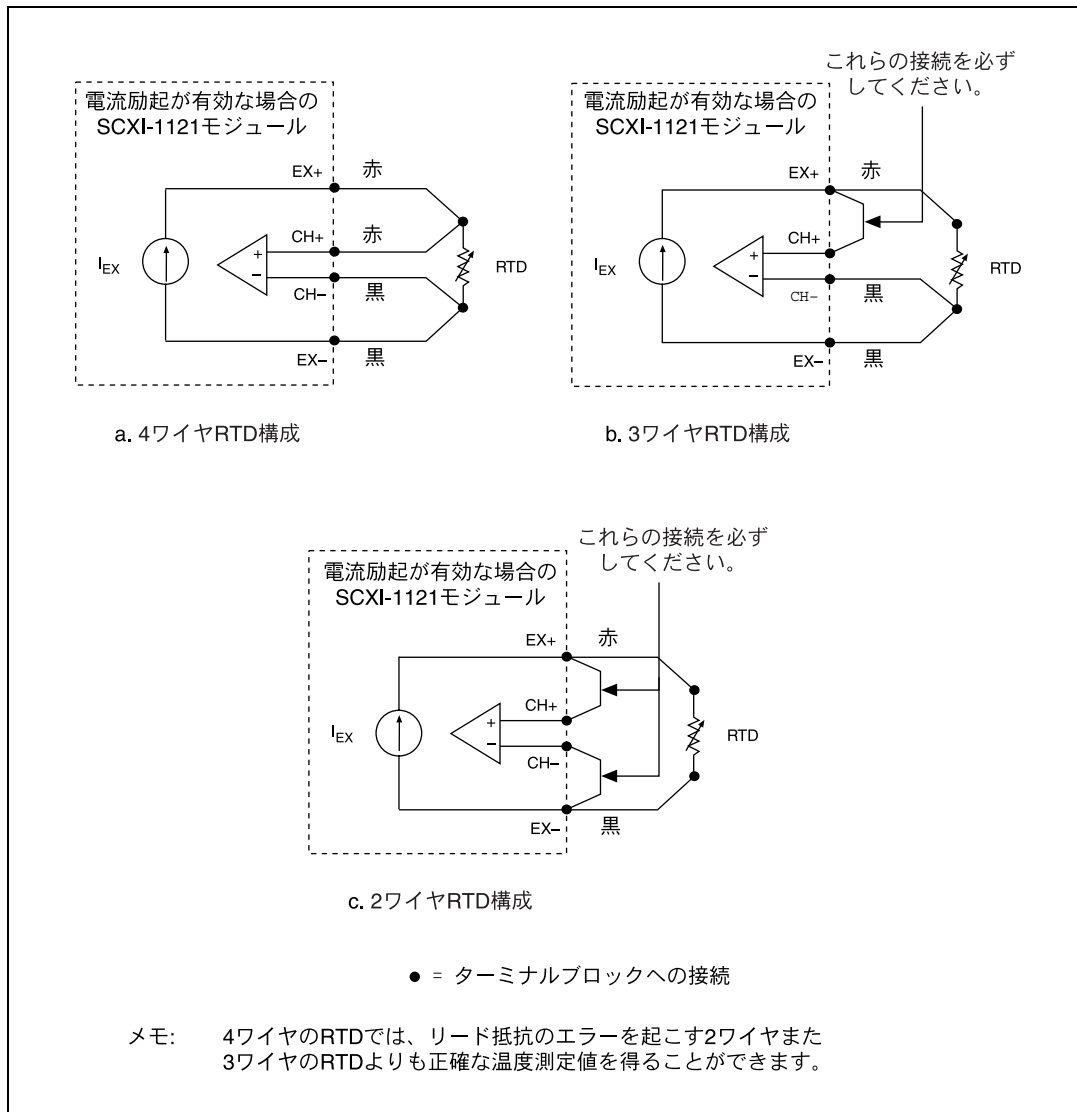 電流励起が有効な場合の
SCXI-1121モジュール
EX+
赤
CH+
赤
+
−
IEX
RTD
CH−
黒
EX−
黒
a. 4ワイヤRTD構成
これらの接続を必ず
してください。
電流励起が有効な場合の
SCXI-1121モジュール
EX+
赤
CH+
+
−
IEX
RTD
CH−
黒
EX−
黒
b. 3ワイヤRTD構成
これらの接続を必ず
してください。
電流励起が有効な場合の
SCXI-1121モジュール
EX+
赤
CH+
+
−
IEX
RTD
CH−
EX−
黒
c. 2ワイヤRTD構成
● = ターミナルブロックへの接続
メモ: 4ワイヤのRTDでは、リード抵抗のエラーを起こす2ワイヤまた
3ワイヤのRTDよりも正確な温度測定値を得ることができます。